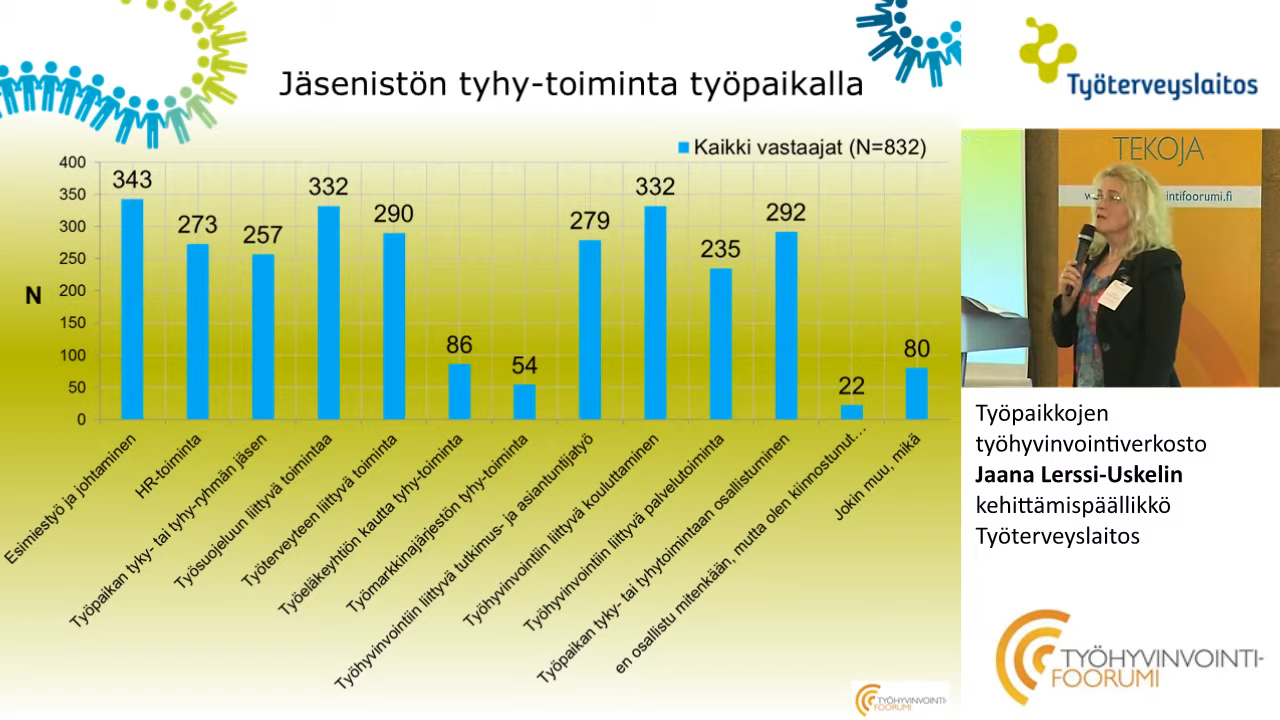 Jäsenistön tyhy-toiminta työpaikalla
Työterveyslaitos
Kaikki vastaajat (N=832)
400
350
300
250
200
150
100
50
0
N
343
273
257
332
290
86
54
279
332
235
292
22
80
Esimiestyö ja johtaminen
HR-toiminta
Työpaikan tyky- tai tyhy-ryhmän jäsen
Työsuojeluun liittyvä toimintaa
Työterveyteen liittyvä toiminta
Työeläkeyhtiön kautta tyhy-toiminta
Työmarkkinajärjestön tyhy-toiminta
Työhyvinvointiin liittyvä tutkimus- ja asiantuntijatyö
Työhyvinvointiin liittyvä kouluttaminen
Työhyvinvointiin liittyvä palvelutoiminta
Työpaikan tyky- tai tyhytoimintaan osallistuminen
en osallistu mitenkään, mutta olen kiinnostunut…
Jokin muu, mikä
TYÖHYVINVOINTI-
FOORUMI
TEKOJA
ointifoorumi.fi
Työpaikkojen
työhyvinvointiverkosto
Jaana Lerssi-Uskelin
kehittämispäällikkö
Työterveyslaitos
TYÖHYVINVOINTI-
FOORUMI